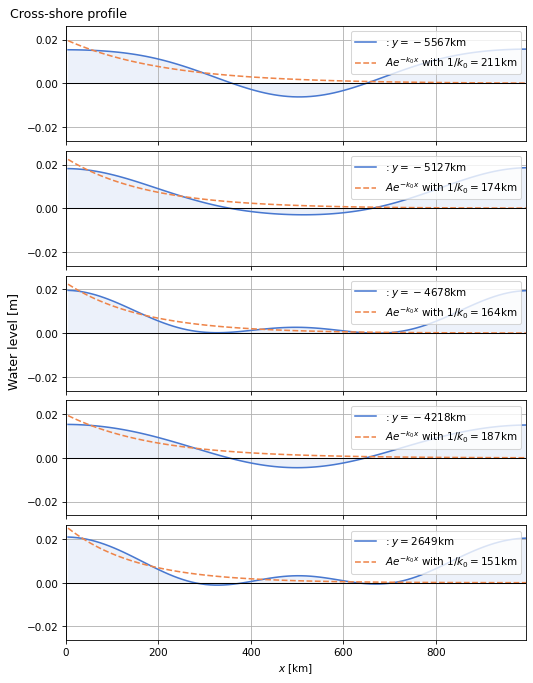 Cross-shore profile
0.02
0.00
−0.02
: y = −5567km
Ae^{−k₀x} with 1/k₀ = 211km
0.02
0.00
−0.02
: y = −5127km
Ae^{−k₀x} with 1/k₀ = 174km
Water level [m]
0.02
0.00
−0.02
: y = −4678km
Ae^{−k₀x} with 1/k₀ = 164km
0.02
0.00
−0.02
: y = −4218km
Ae^{−k₀x} with 1/k₀ = 187km
0.02
0.00
−0.02
: y = 2649km
Ae^{−k₀x} with 1/k₀ = 151km
0 200 400 600 800
x [km]